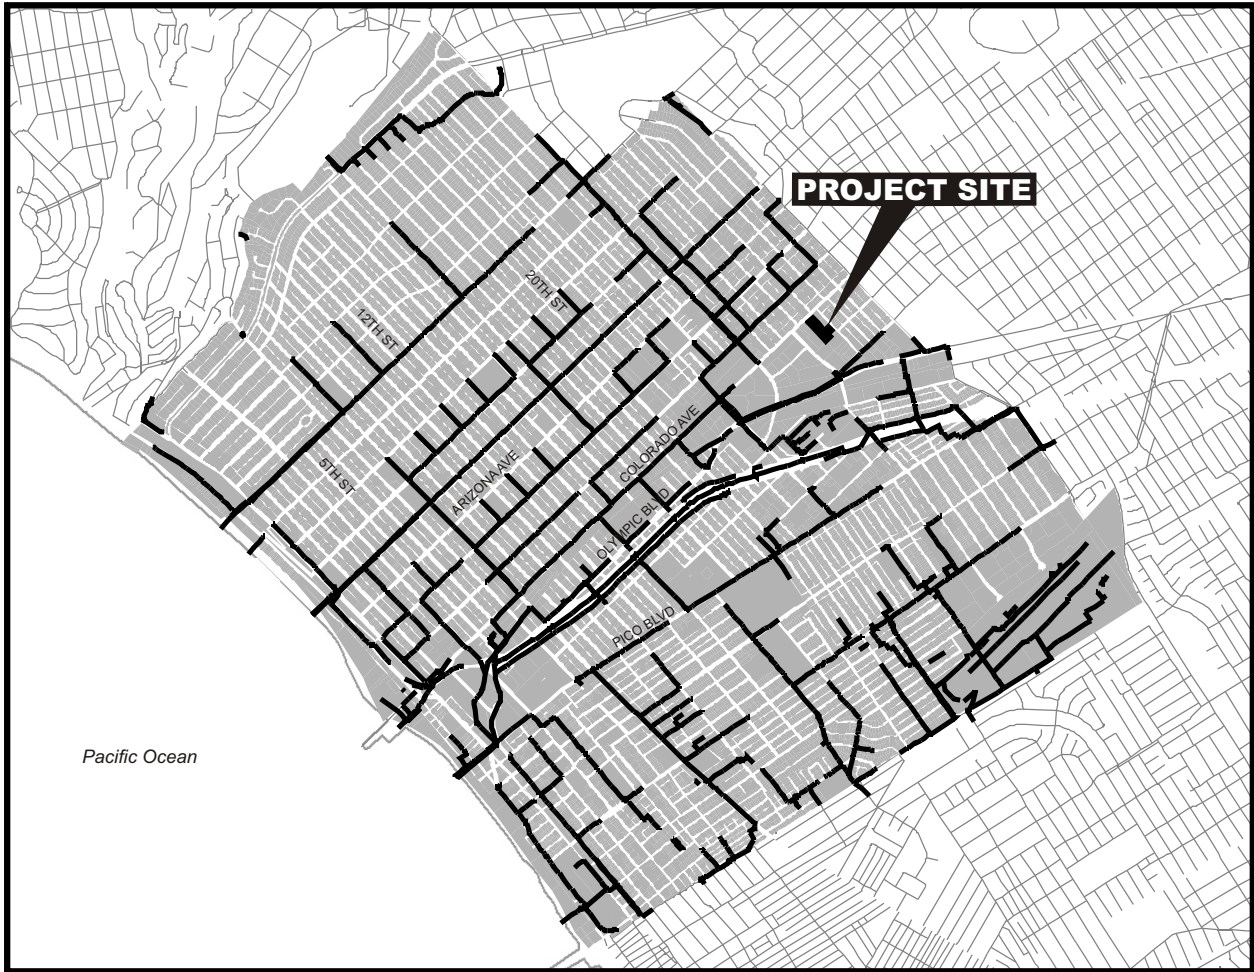 PROJECT SITE
20TH ST
12TH ST
COLORADO AVE
5TH ST
ARIZONA AVE
OLYMPIC BLVD
PICO BLVD
Pacific Ocean